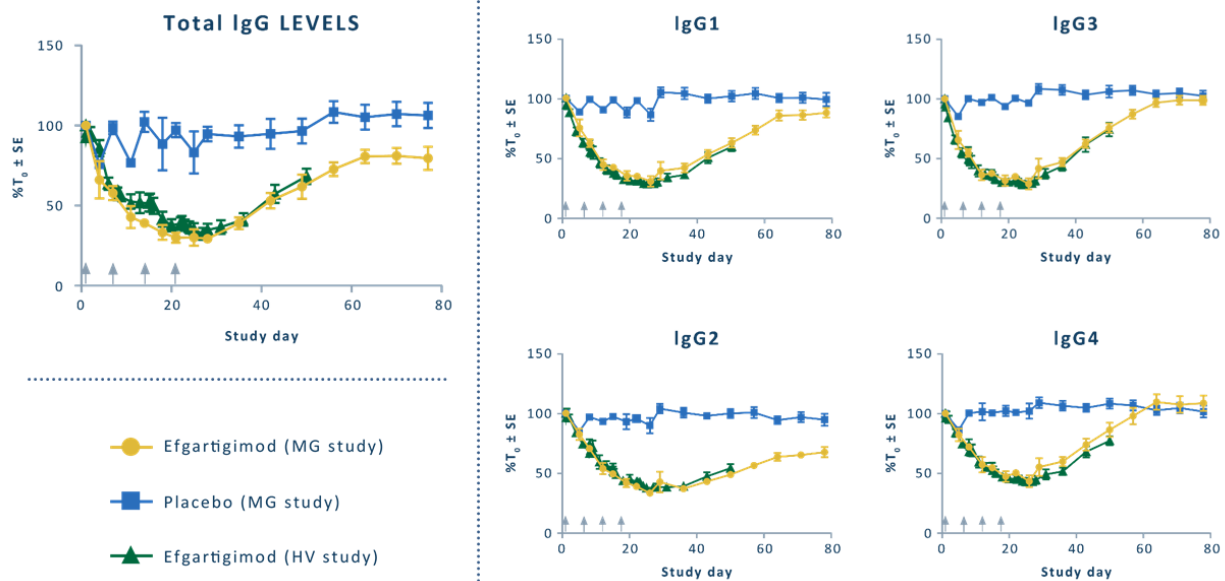 Total IgG LEVELS
%T₀ ± SE
150
100
50
0
0 20 40 60 80
Study day
Efgartigimod (MG study)
Placebo (MG study)
Efgartigimod (HV study)
IgG1
%T₀ ± SE
150
100
50
0
0 20 40 60 80
Study day
IgG3
%T₀ ± SE
150
100
50
0
0 20 40 60 80
Study day
IgG2
%T₀ ± SE
150
100
50
0
0 20 40 60 80
Study day
IgG4
%T₀ ± SE
150
100
50
0
0 20 40 60 80
Study day